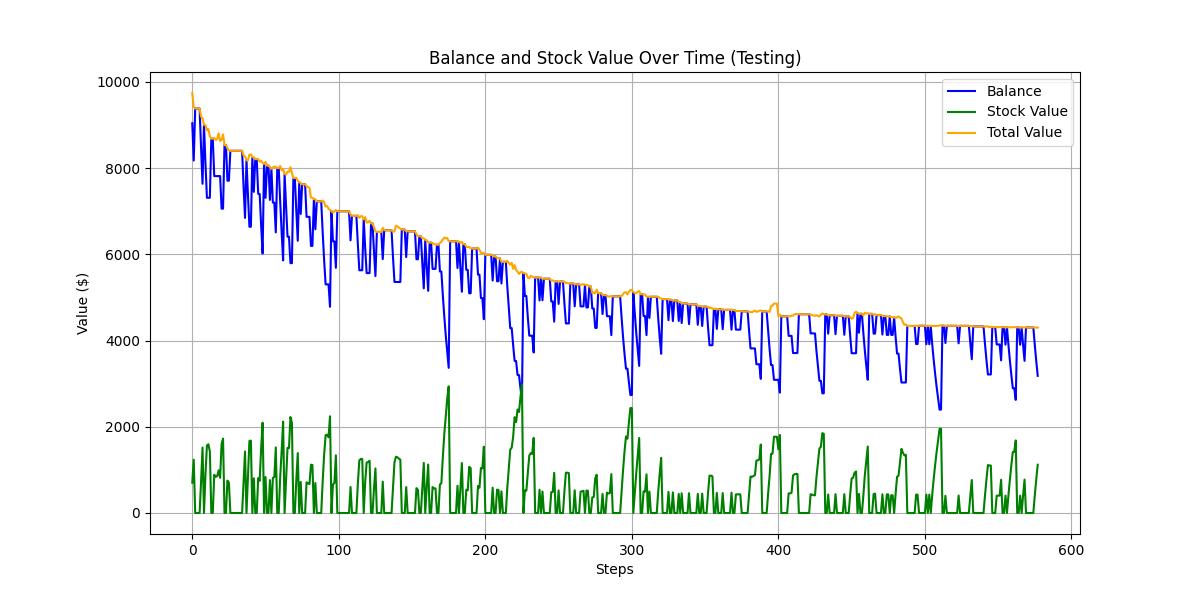 Balance and Stock Value Over Time (Testing)
10000
8000
6000
4000
2000
0
Value ($)
Balance
Stock Value
Total Value
0 100 200 300 400 500 600
Steps